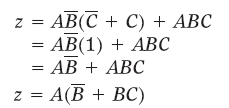 z = AB̅(C̅ + C) + ABC
= AB̅(1) + ABC
= AB̅ + ABC
z = A(B̅ + BC)